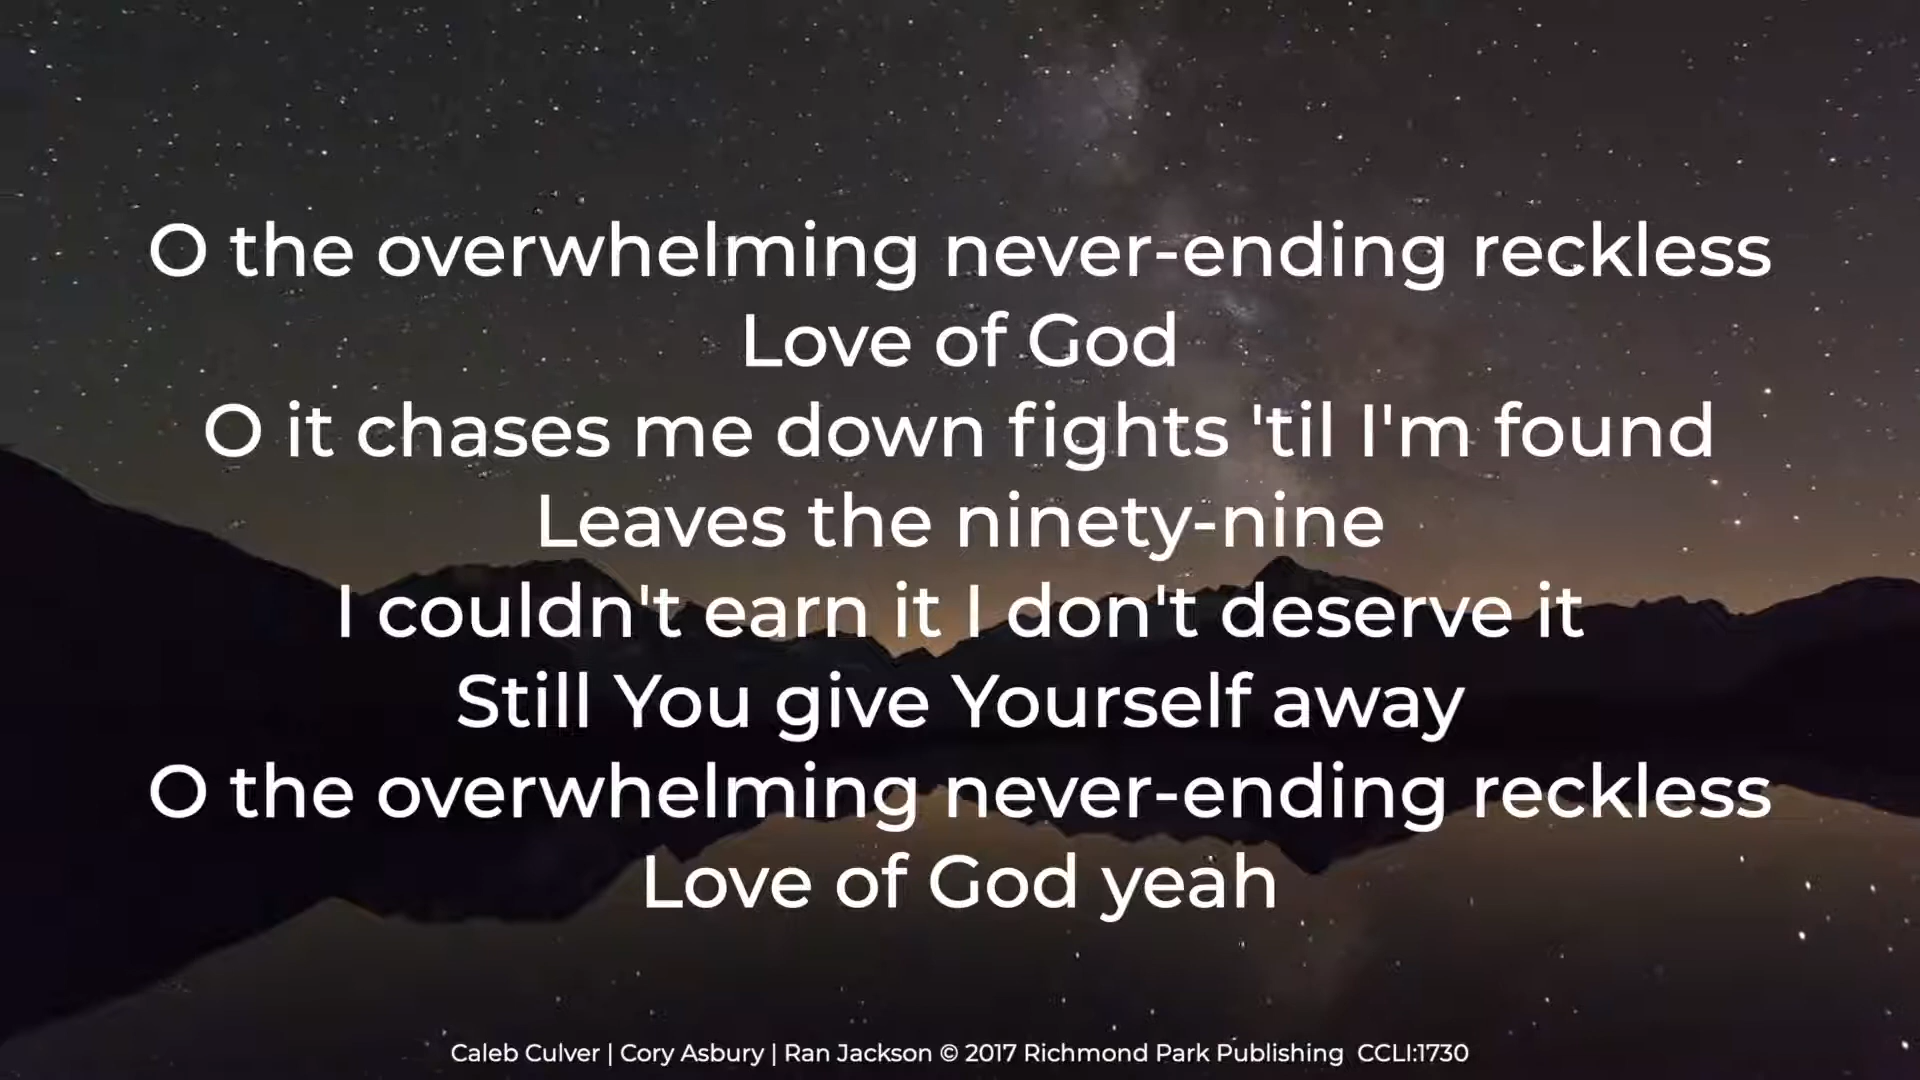 O the overwhelming never-ending reckless
Love of God
O it chases me down fights 'til I'm found
Leaves the ninety-nine
I couldn't earn it I don't deserve it
Still You give Yourself away
O the overwhelming never-ending reckless
Love of God yeah
Caleb Culver | Cory Asbury | Ran Jackson © 2017 Richmond Park Publishing  CCLI:1730